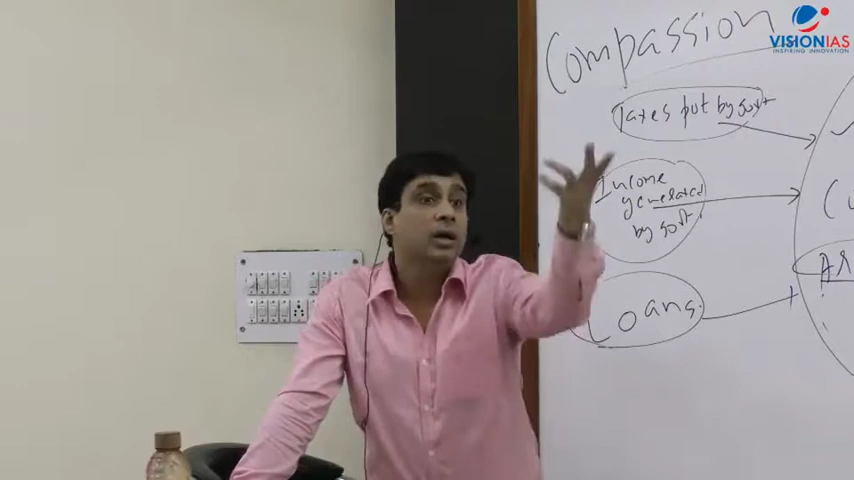 Compassion
VISIONIAS
INSPIRING INNOVATION
Taxes put by govt
Income
generated
by govt.
Loans.